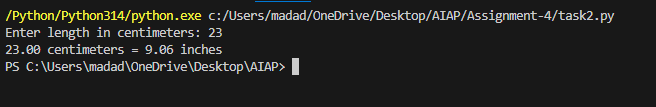 /Python/Python314/python.exe c:/Users/madad/OneDrive/Desktop/AIAP/Assignment-4/task2.py
Enter length in centimeters: 23
23.00 centimeters = 9.06 inches
PS C:\Users\madad\OneDrive\Desktop\AIAP>